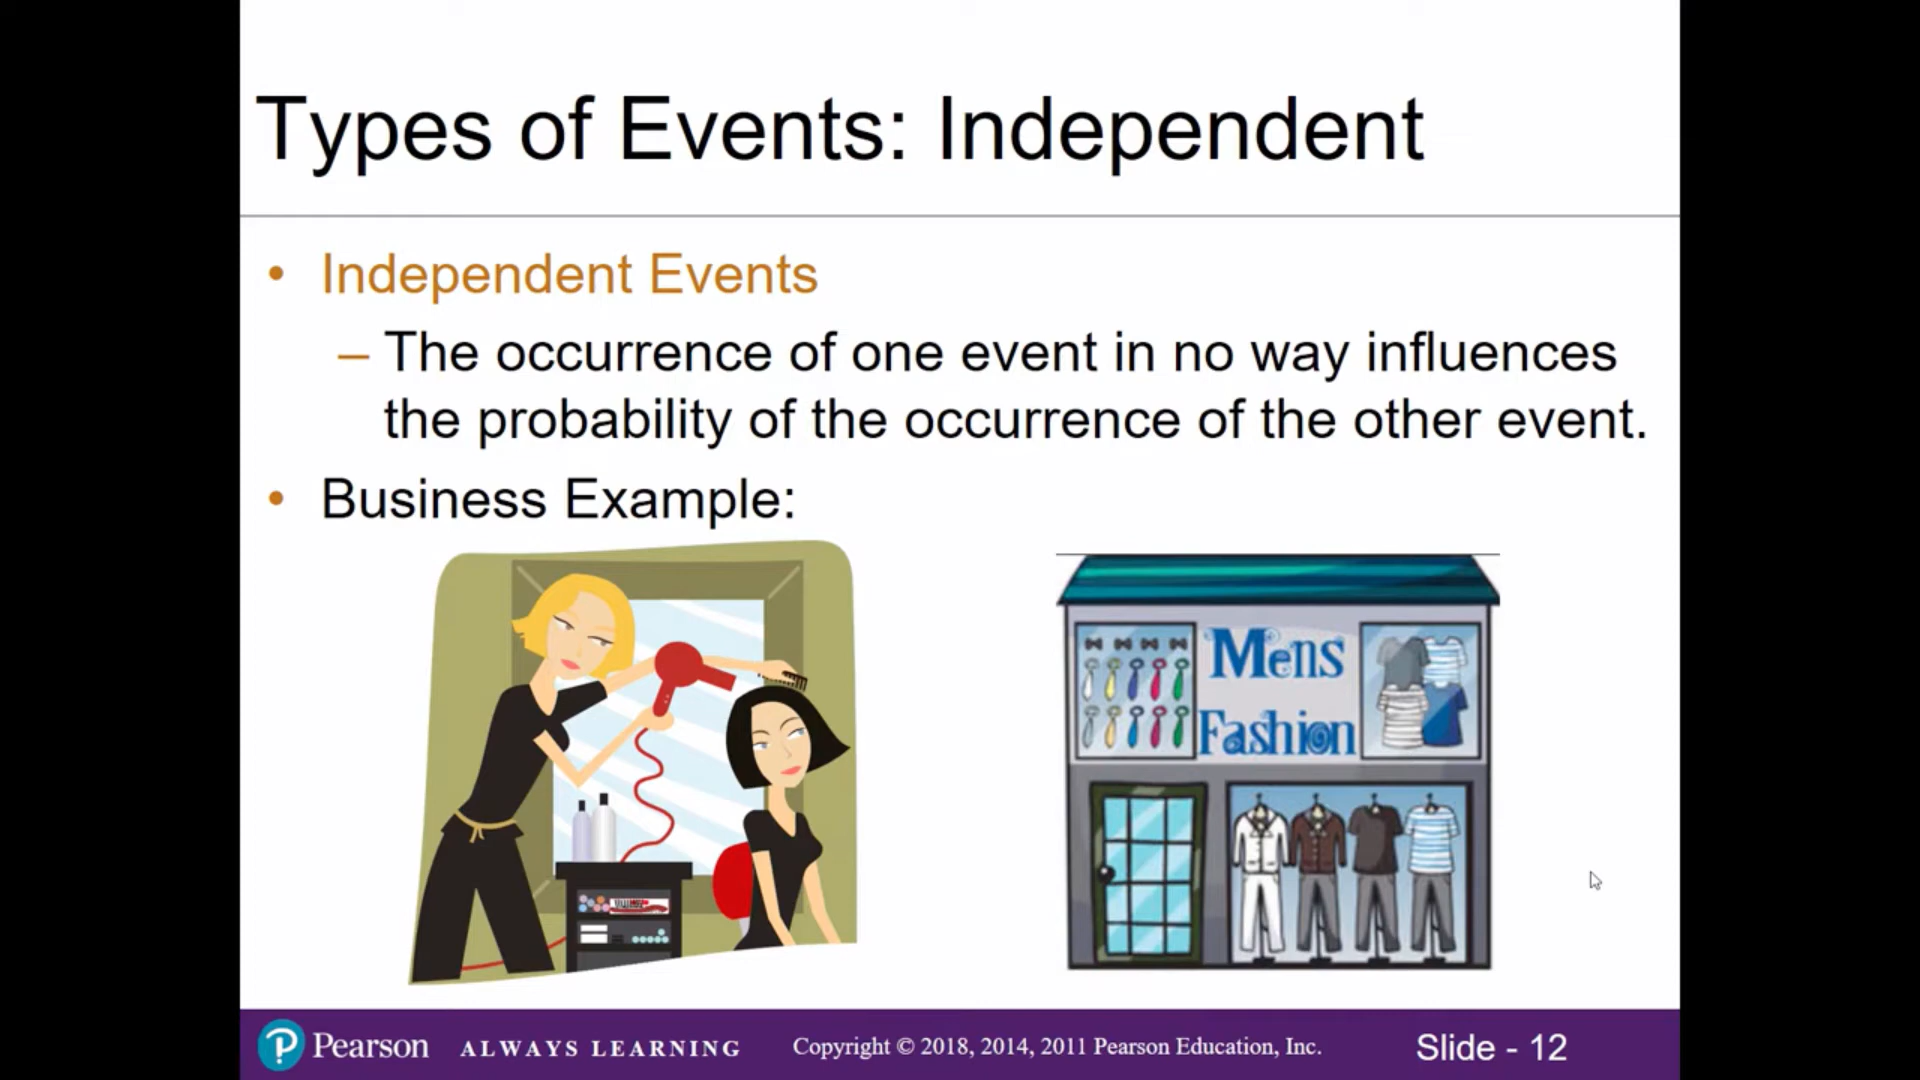 Types of Events: Independent
• Independent Events
– The occurrence of one event in no way influences
the probability of the occurrence of the other event.
• Business Example:
Mens
Fashion
Pearson ALWAYS LEARNING Copyright © 2018, 2014, 2011 Pearson Education, Inc. Slide - 12